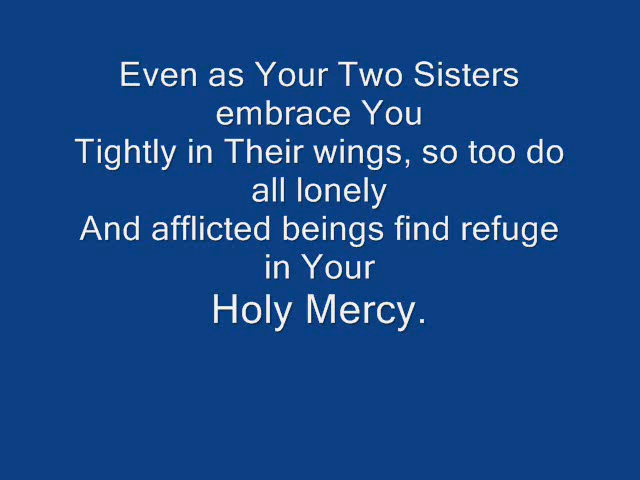 Even as Your Two Sisters
embrace You
Tightly in Their wings, so too do
all lonely
And afflicted beings find refuge
in Your
Holy Mercy.